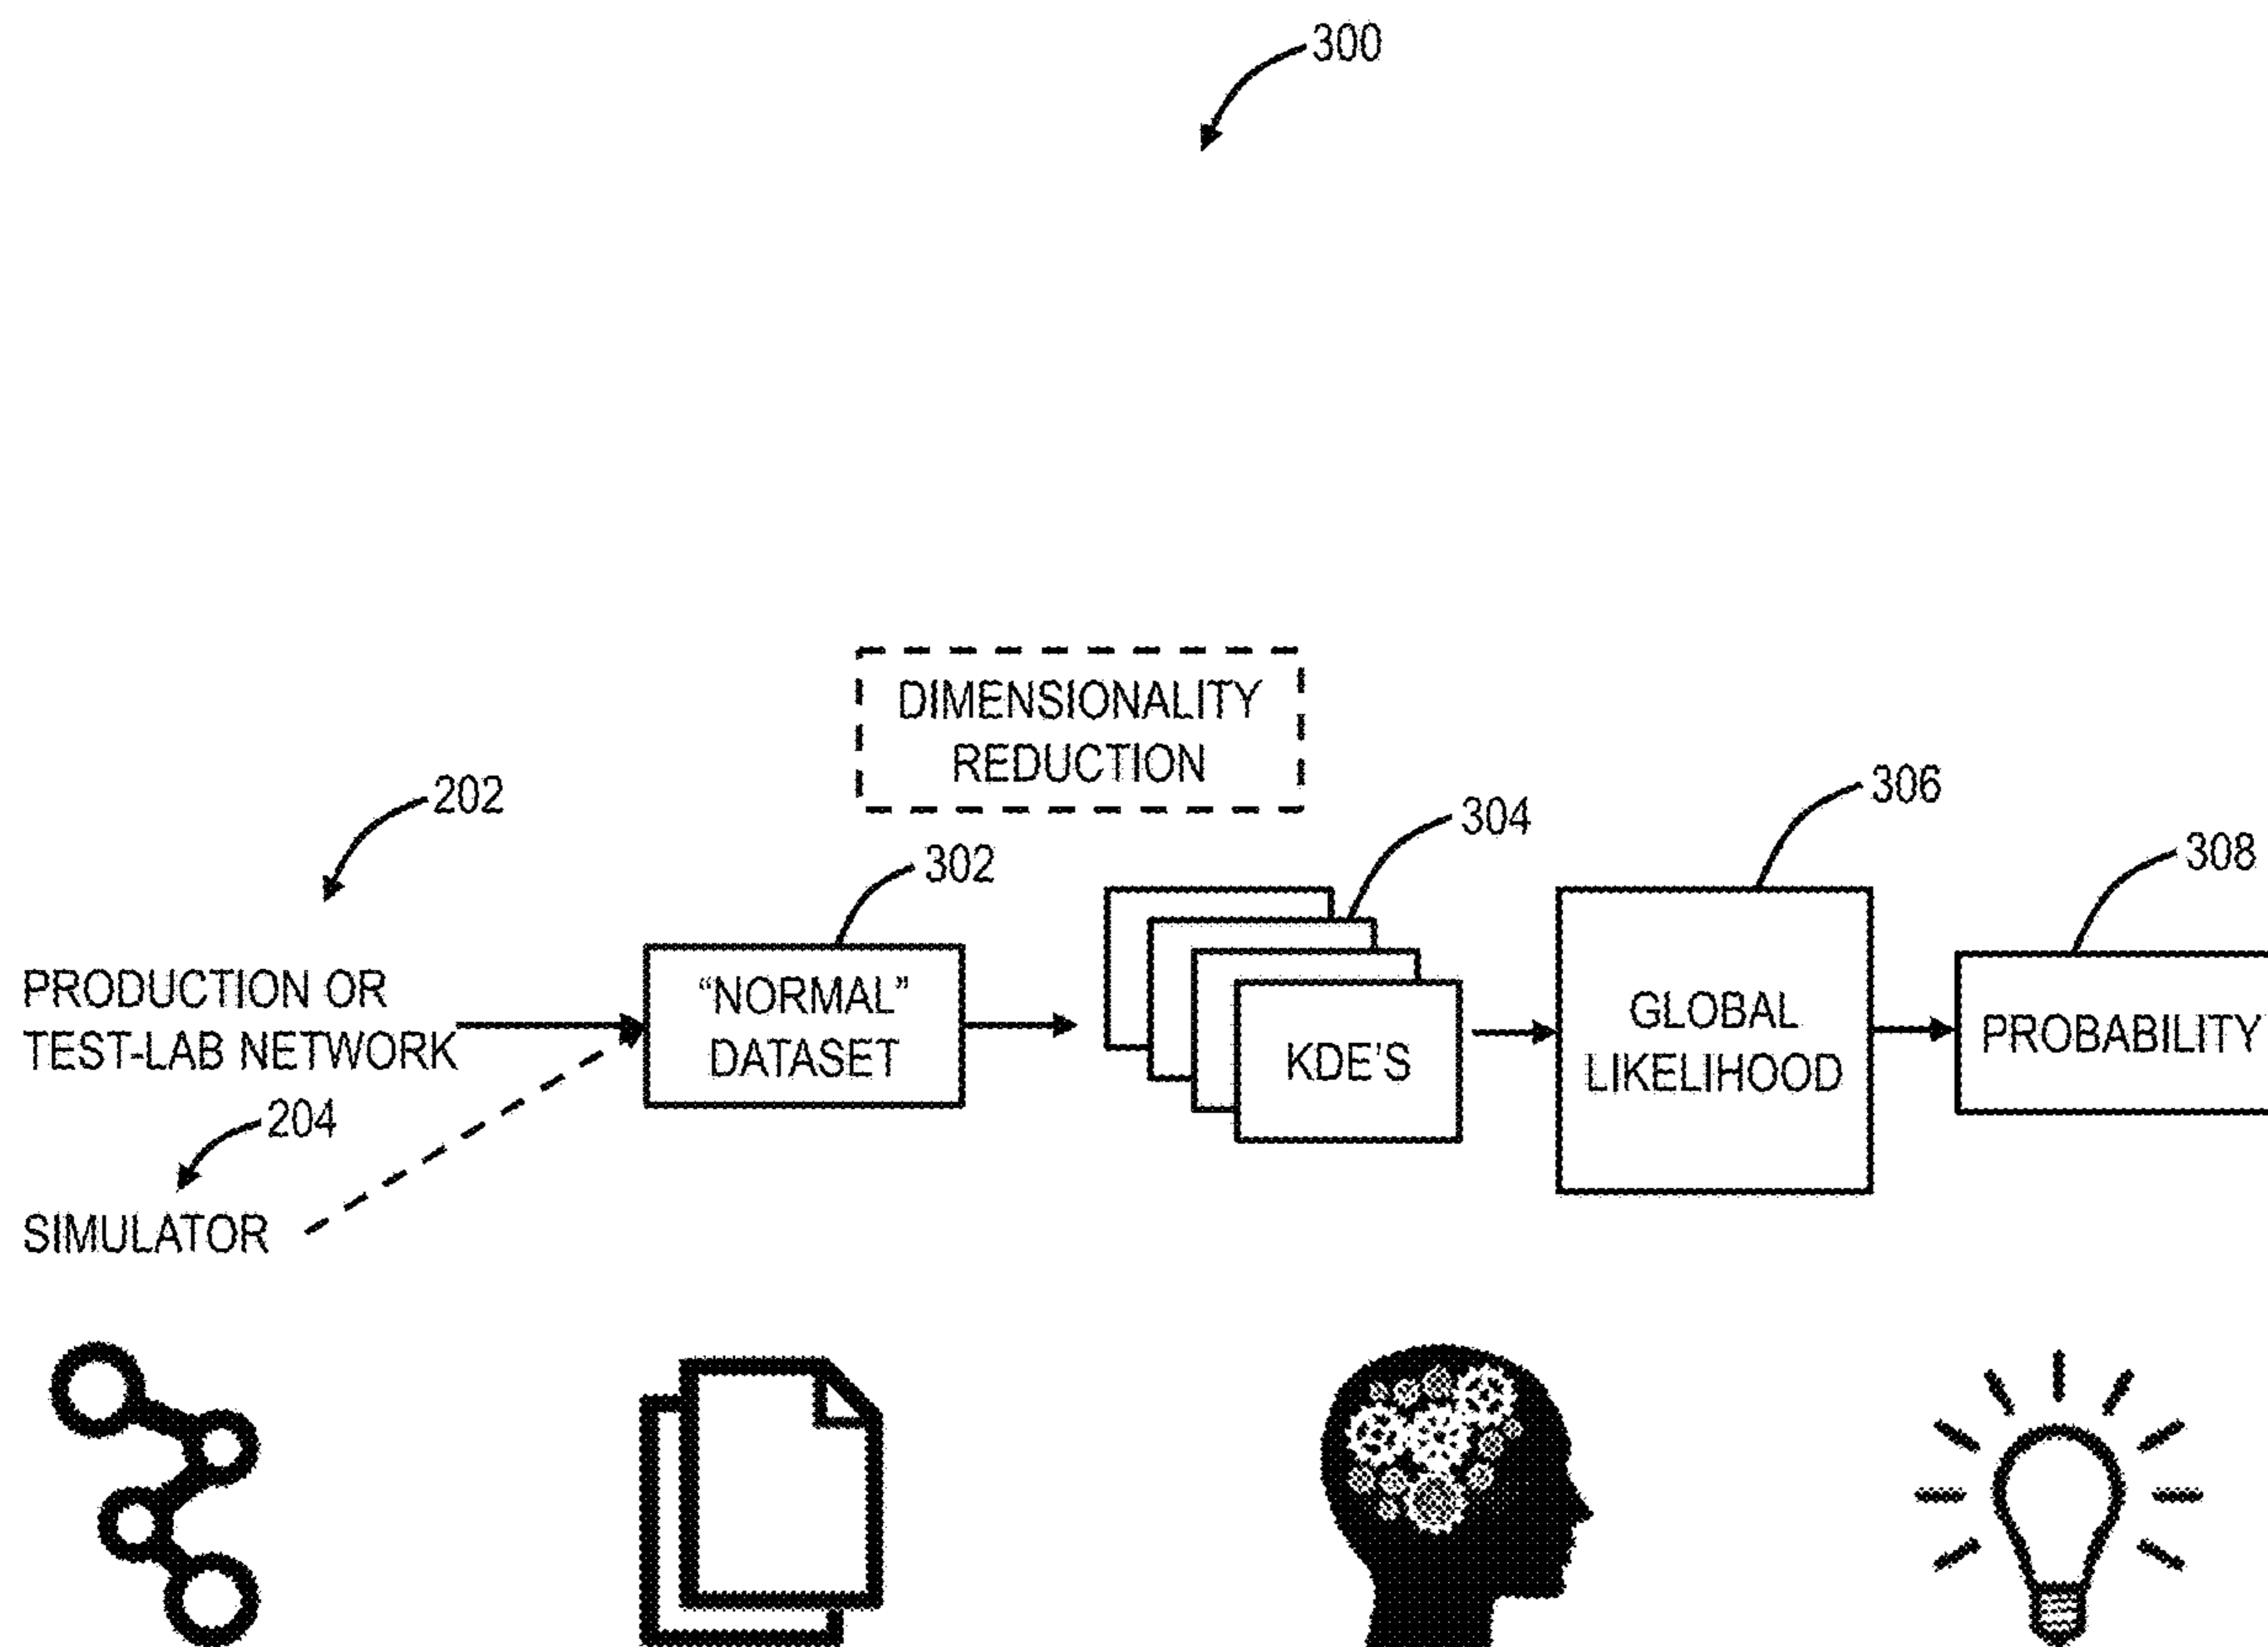 300
DIMENSIONALITY
REDUCTION
202
302
304
306
308
PRODUCTION OR
TEST-LAB NETWORK
“NORMAL”
DATASET
KDE'S
GLOBAL
LIKELIHOOD
PROBABILITY
204
SIMULATOR